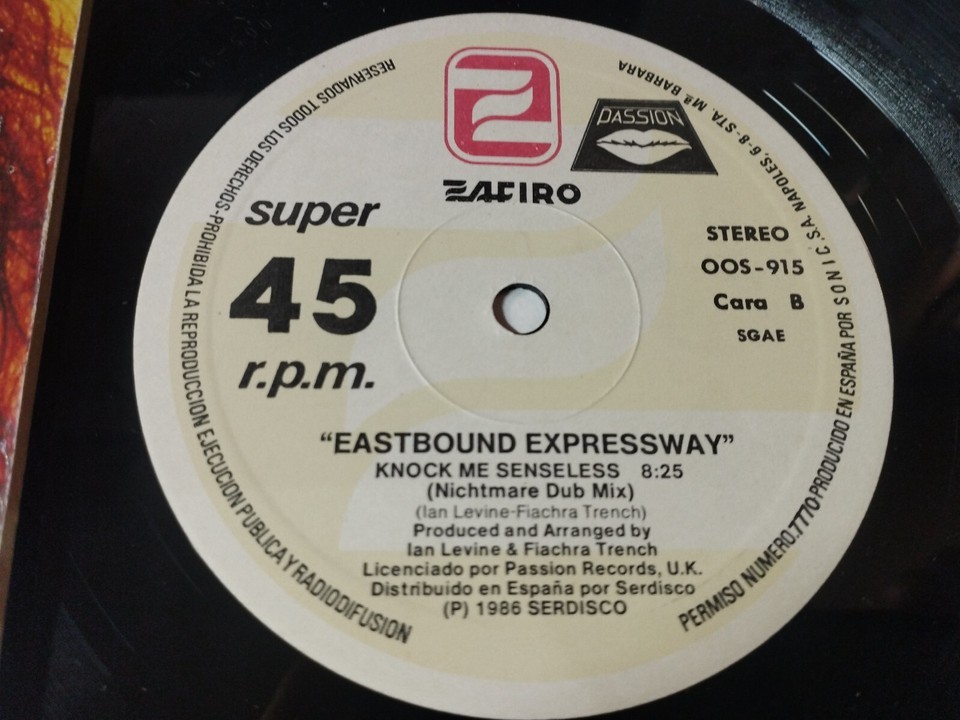 PASSION
ZAFIRO
super
45
r.p.m.
STEREO
OOS-915
Cara B
SGAE
"EASTBOUND EXPRESSWAY"
KNOCK ME SENSELESS 8:25
(Nichtmare Dub Mix)
(Ian Levine-Fiachra Trench)
Produced and Arranged by
Ian Levine & Fiachra Trench
Licenciado por Passion Records, U.K.
Distribuido en España por Serdisco
(P) 1986 SERDISCO
RESERVADOS TODOS LOS DERECHOS-PROHIBIDA LA REPRODUCCION EJECUCION PUBLICA Y RADIODIFUSION
PERMISO NUMERO.7770-PRODUCIDO EN ESPAÑA POR SONIC, S.A. NAPOLES, 6-8-STA. Mª BARBARA